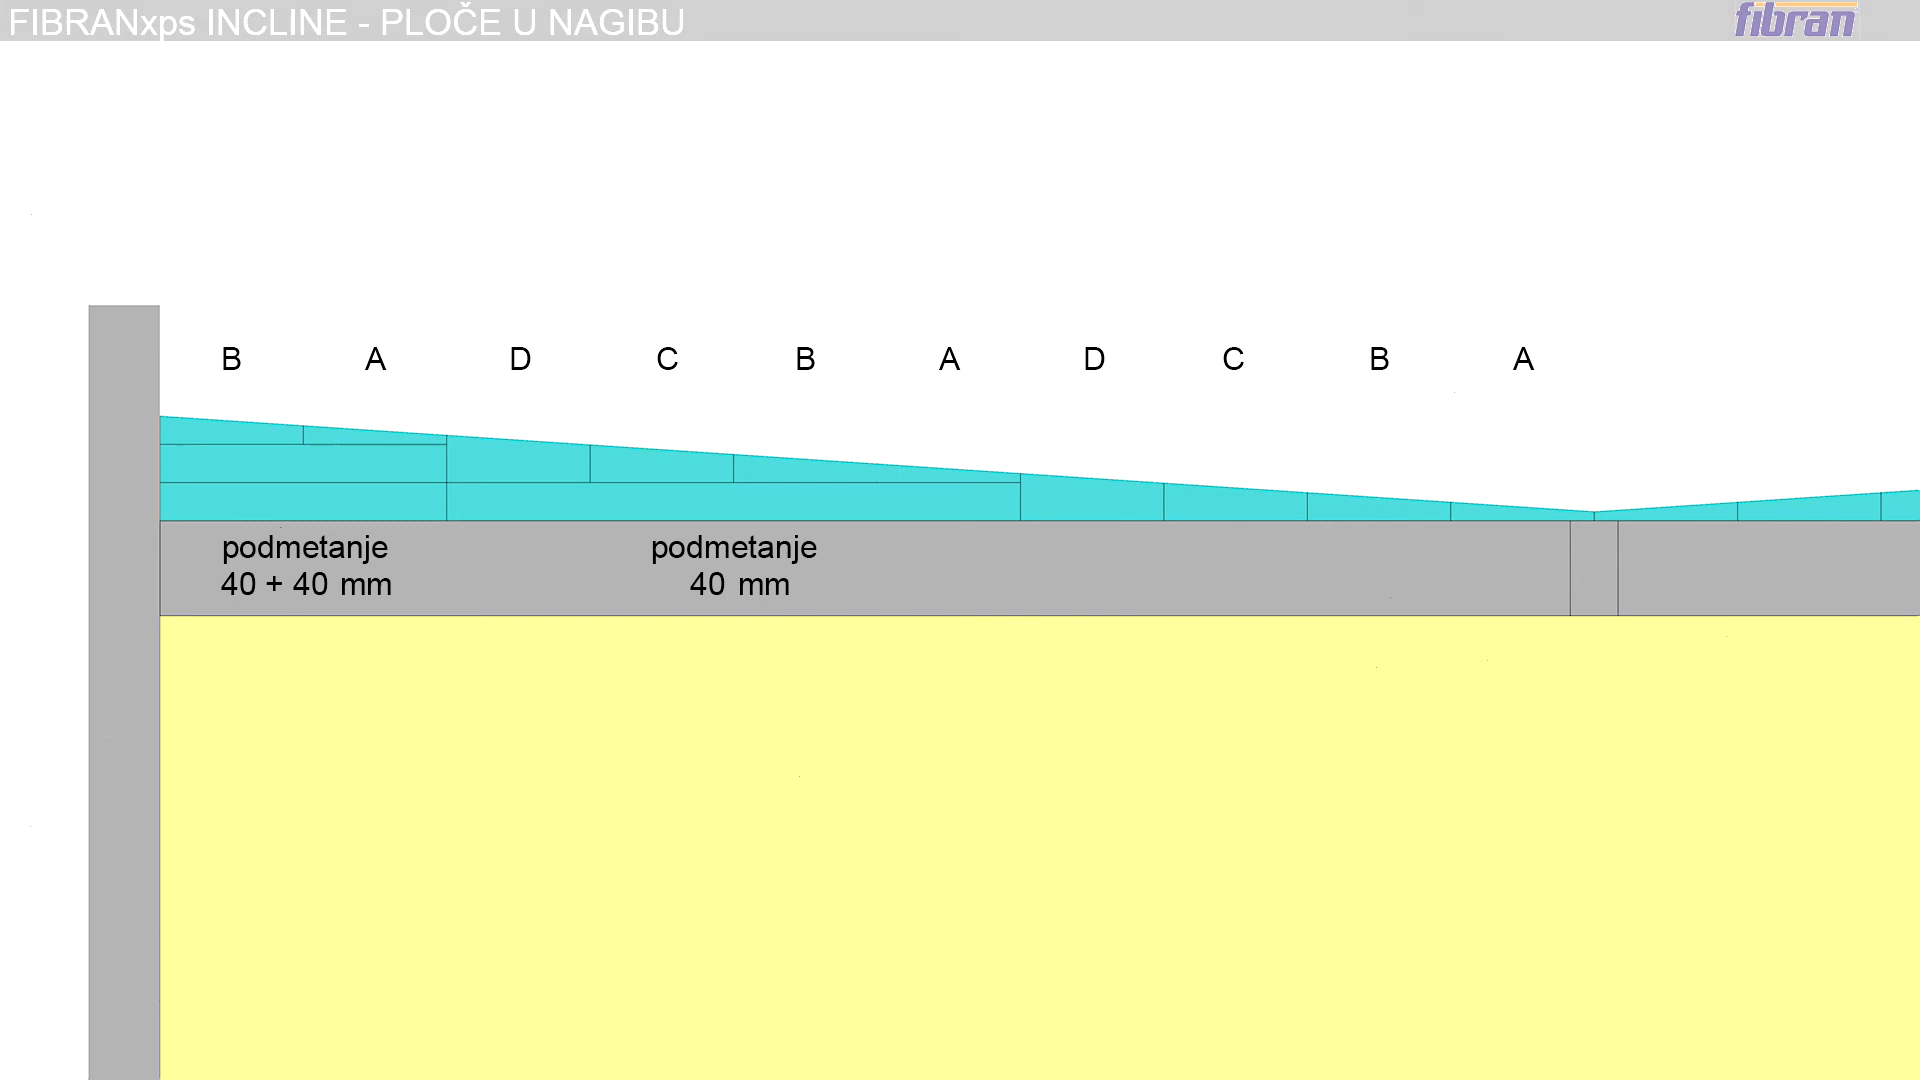 FIBRANxps INCLINE - PLOČE U NAGIBU
fibran
B A D C B A D C B A
podmetanje
40 + 40 mm
podmetanje
40 mm